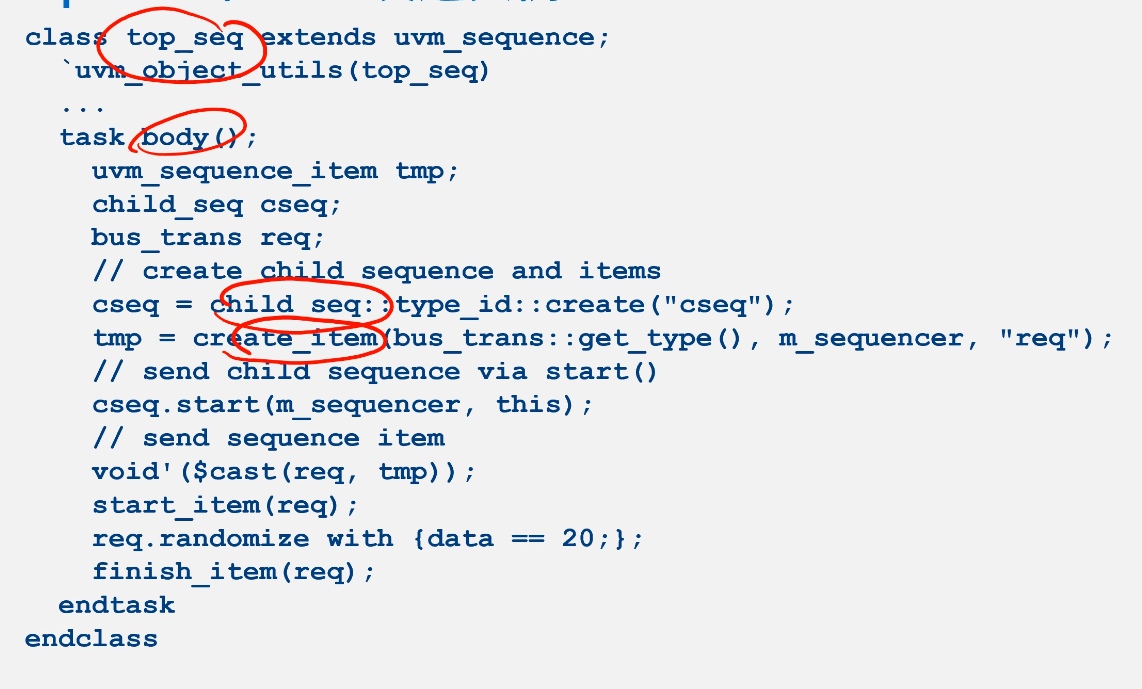 class top_seq extends uvm_sequence;
`uvm_object_utils(top_seq)
...
task body();
uvm_sequence_item tmp;
child_seq cseq;
bus_trans req;
// create child sequence and items
cseq = child_seq::type_id::create("cseq");
tmp = create_item(bus_trans::get_type(), m_sequencer, "req");
// send child sequence via start()
cseq.start(m_sequencer, this);
// send sequence item
void'($cast(req, tmp));
start_item(req);
req.randomize with {data == 20;};
finish_item(req);
endtask
endclass